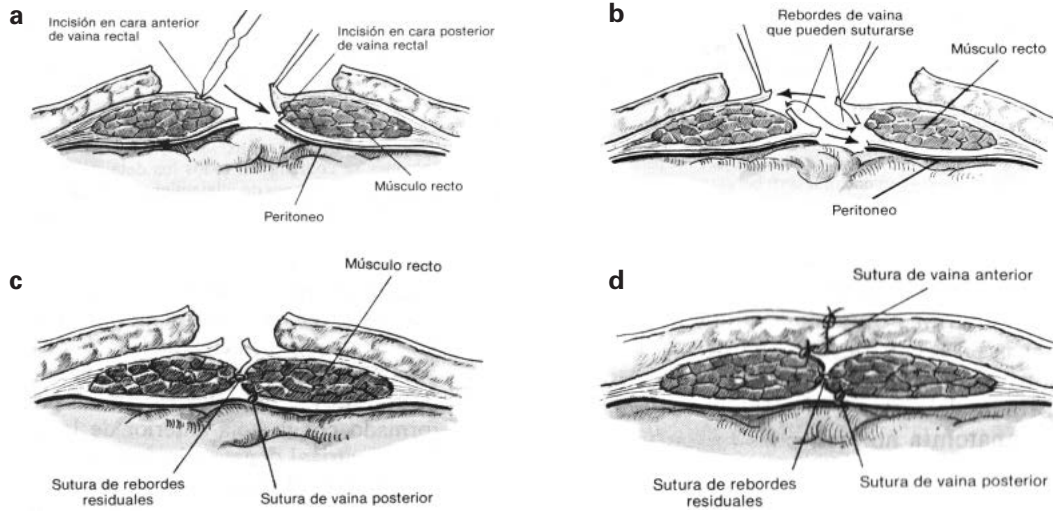 a
Incisión en cara anterior
de vaina rectal
Incisión en cara posterior
de vaina rectal
Músculo recto
Peritoneo
b
Rebordes de vaina
que pueden suturarse
Músculo recto
Peritoneo
c
Músculo recto
Sutura de rebordes
residuales
Sutura de vaina posterior
d
Sutura de vaina anterior
Sutura de rebordes
residuales
Sutura de vaina posterior